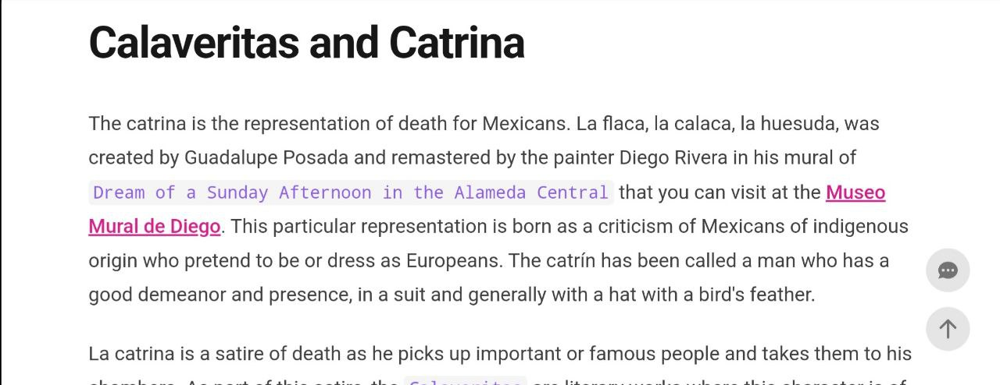 Calaveritas and Catrina
The catrina is the representation of death for Mexicans. La flaca, la calaca, la huesuda, was
created by Guadalupe Posada and remastered by the painter Diego Rivera in his mural of
Dream of a Sunday Afternoon in the Alameda Central that you can visit at the Museo
Mural de Diego. This particular representation is born as a criticism of Mexicans of indigenous
origin who pretend to be or dress as Europeans. The catrín has been called a man who has a
good demeanor and presence, in a suit and generally with a hat with a bird's feather.
La catrina is a satire of death as he picks up important or famous people and takes them to his
chambers. As part of this satire, the Calaveritas are literary works where this character is of